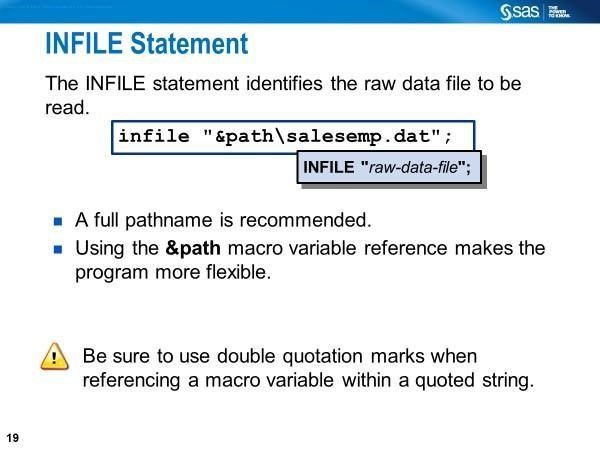 sas THE
POWER
TO KNOW.
INFILE Statement
The INFILE statement identifies the raw data file to be
read.
infile "&path\salesemp.dat";
INFILE "raw-data-file";
A full pathname is recommended.
Using the &path macro variable reference makes the
program more flexible.
!
Be sure to use double quotation marks when
referencing a macro variable within a quoted string.
19